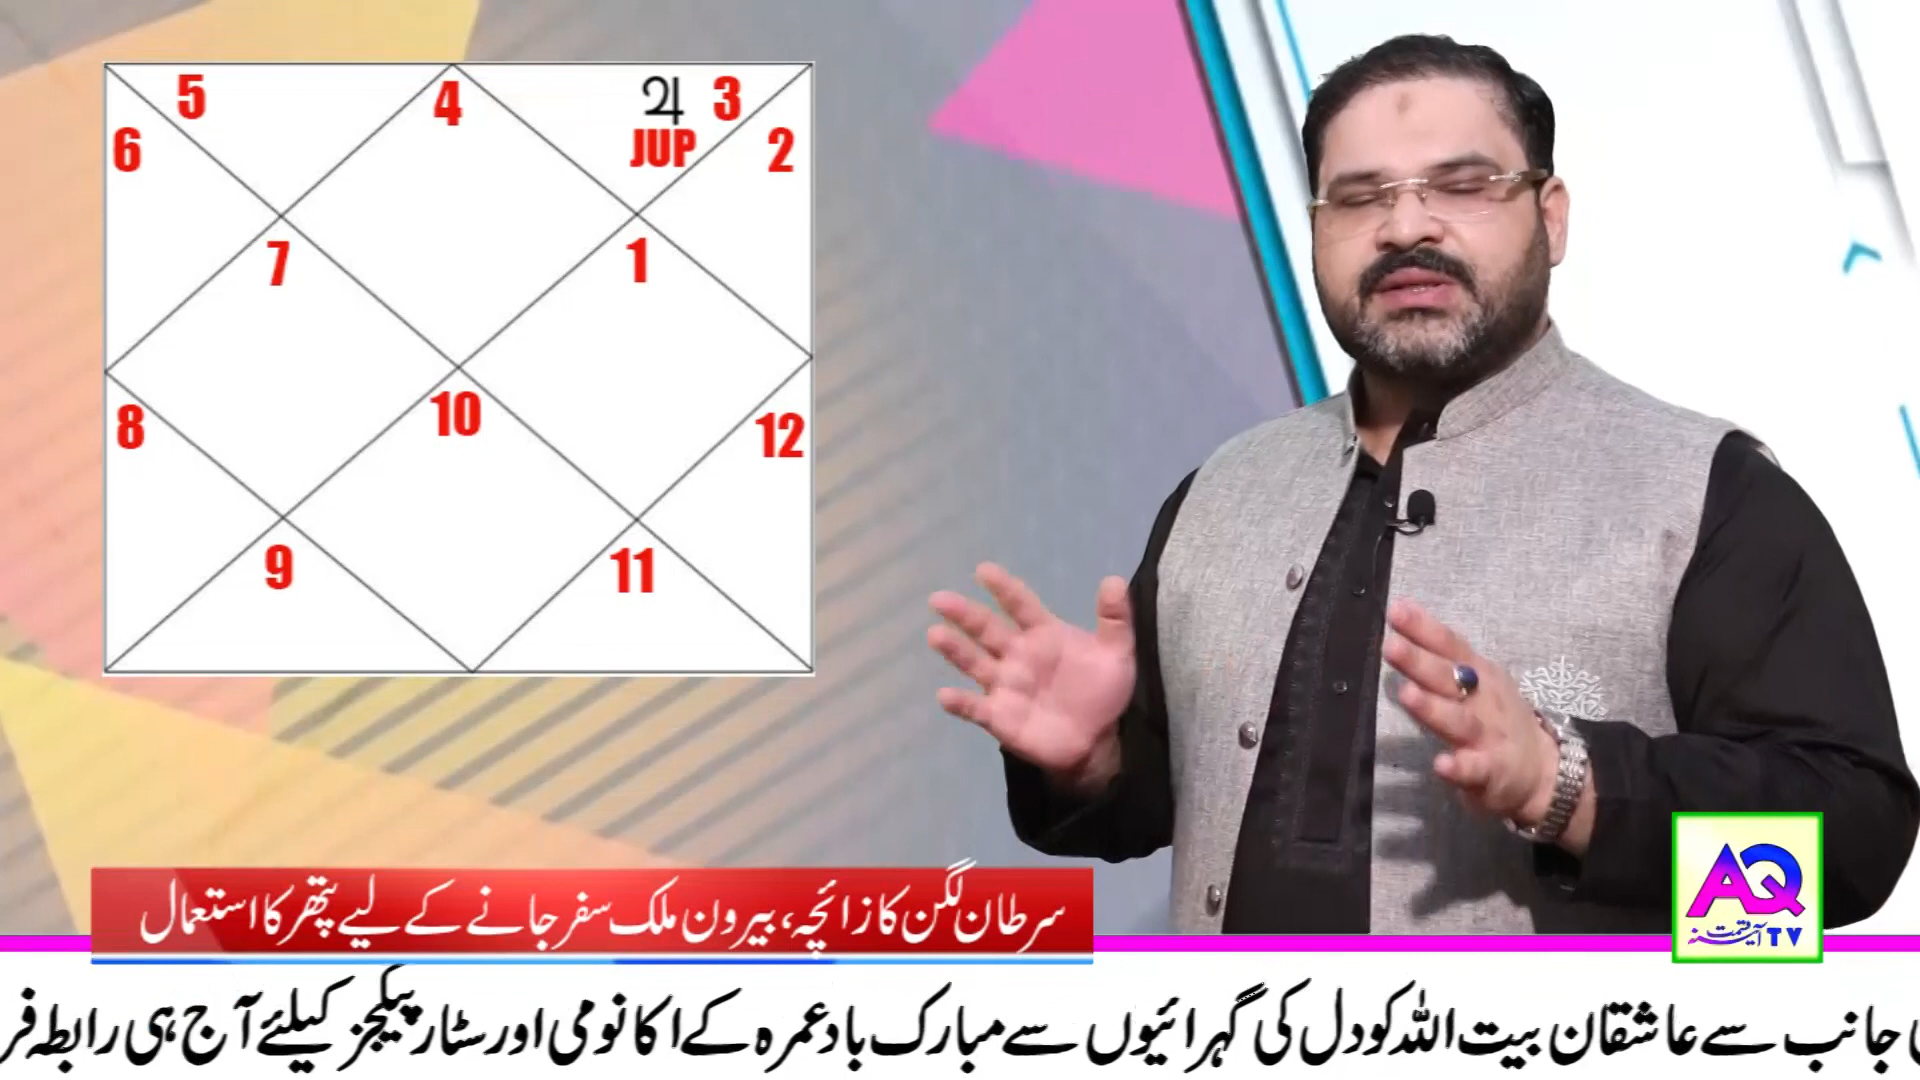 5
4
♃
3
6
JUP
2
7
1
8
10
12
9
11
سرطان لگن کا زائچہ، بیرون ملک سفر جانے کے لیے پتھر کا استعمال
AQ
آئینہ قسمت TV
جانب سے عاشقان بیت اللہ کو دل کی گہرائیوں سے مبارک باد عمرہ کے اکانومی اور سٹار پیکجز کیلئے آج ہی رابطہ